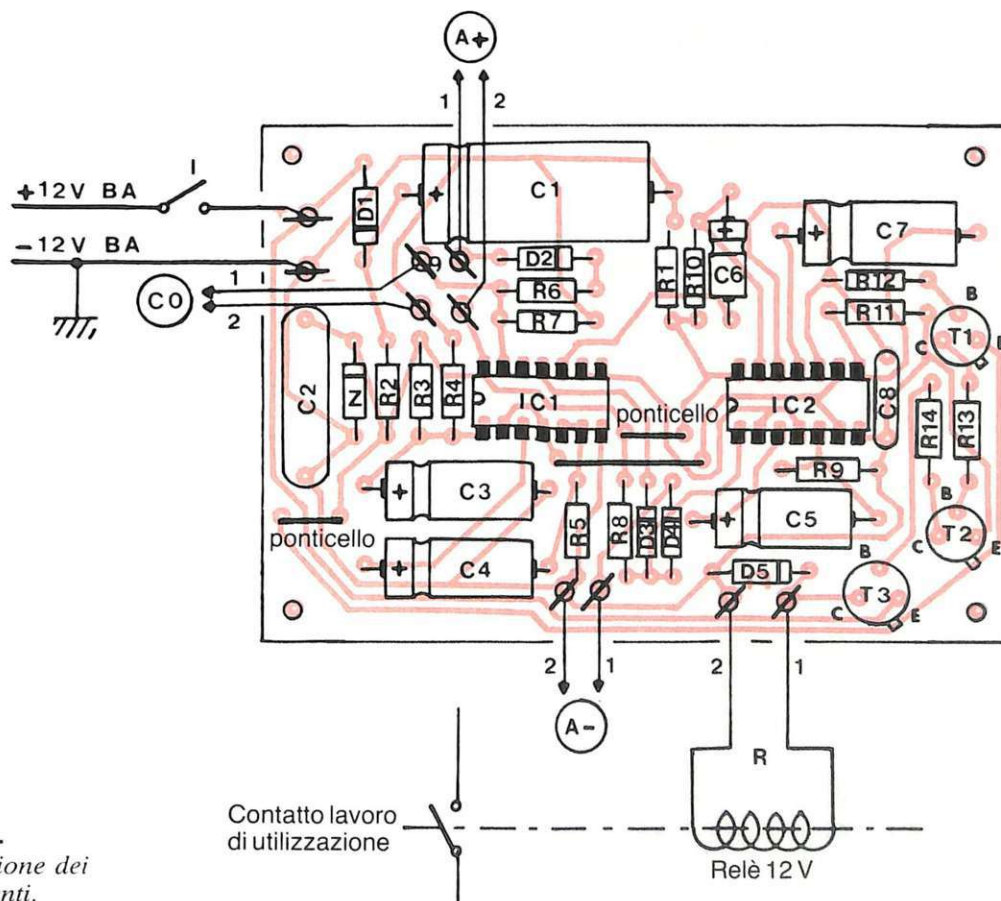 A+
1 2
I
+12V BA
-12V BA
1
2
CO
D1
C1
D2
R6
R7
R1
R10
C6
C7
R12
R11
B
T1
C
E
C2
Z
R2
R3
R4
IC1
ponticello
IC2
C8
R14
R13
R9
C3
R5
R8
D3
D4
C5
B
C
T2
E
ponticello
C4
D5
B
T3
C
E
2 1
A-
2 1
R
Contatto lavoro
di utilizzazione
Relè 12 V
ione dei
nti.